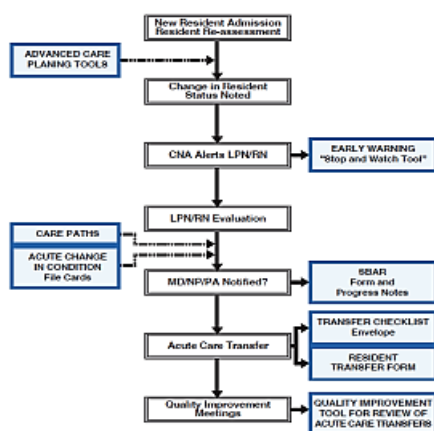 New Resident Admission
Resident Re-assessment
ADVANCED CARE
PLANING TOOLS
Change in Resident
Status Noted
CNA Alerts LPN/RN
EARLY WARNING
"Stop and Watch Tool"
LPN/RN Evaluation
CARE PATHS
ACUTE CHANGE
IN CONDITION
File Cards
MD/NP/PA Notified?
SBAR
Form and
Progress Notes
TRANSFER CHECKLIST
Envelope
Acute Care Transfer
RESIDENT
TRANSFER FORM
Quality Improvement
Meetings
QUALITY IMPROVEMENT
TOOL FOR REVIEW OF
ACUTE CARE TRANSFERS